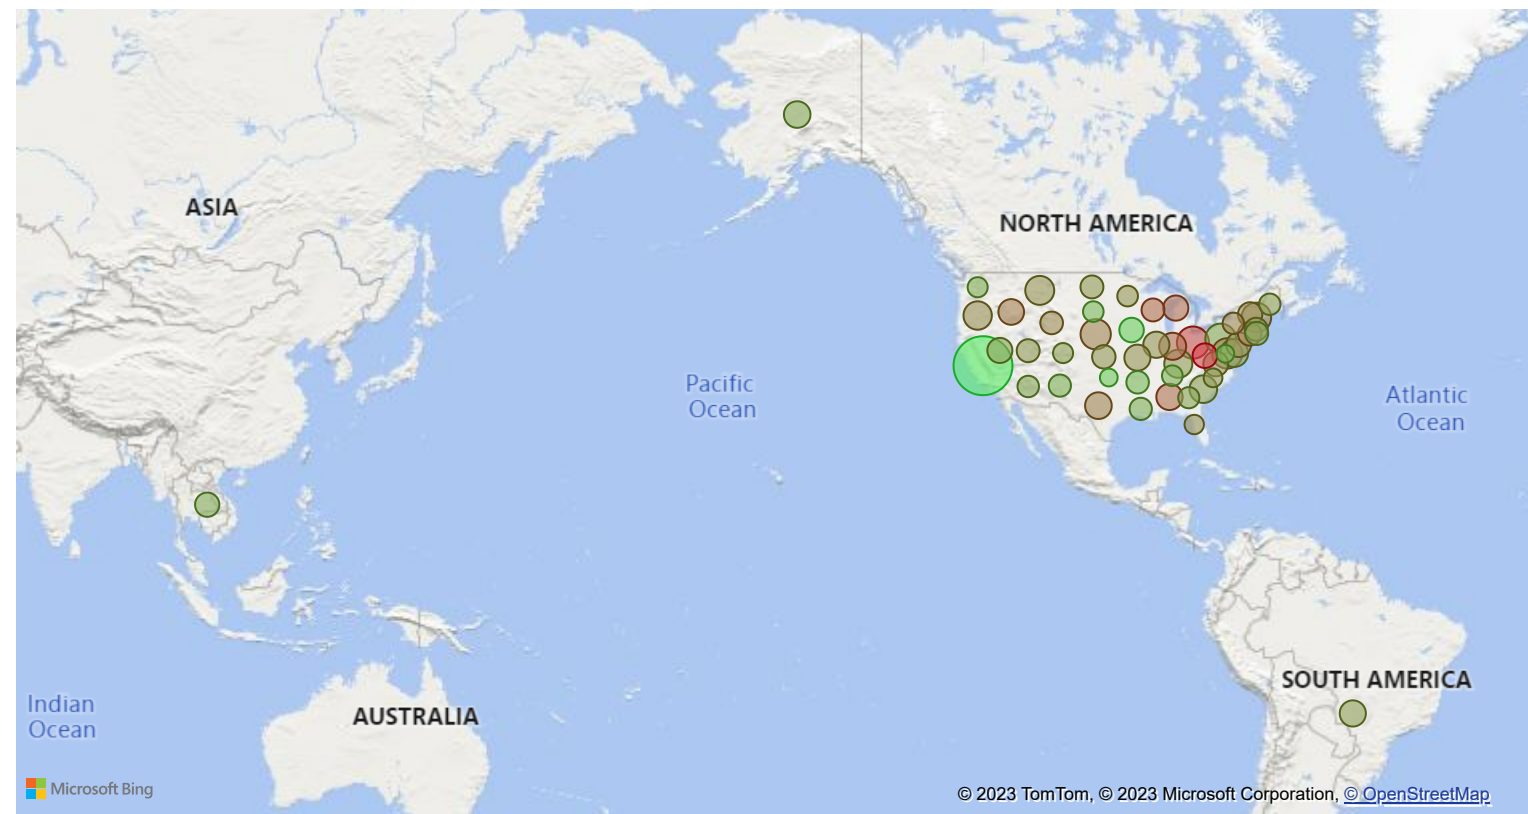 ASIA
NORTH AMERICA
Pacific
Ocean
Atlantic
Ocean
SOUTH AMERICA
Indian
Ocean
AUSTRALIA
Microsoft Bing
© 2023 TomTom, © 2023 Microsoft Corporation, © OpenStreetMap